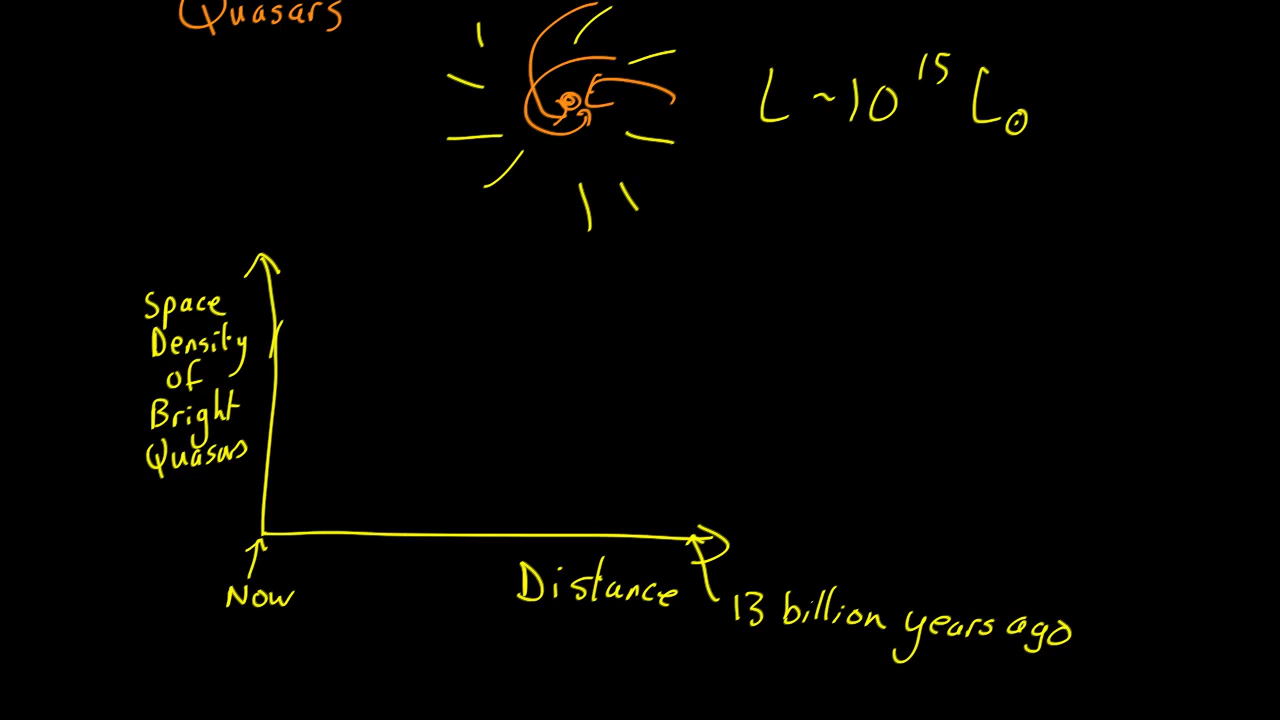 Quasars
L ~ 10^15 L⊙
Space
Density
of
Bright
Quasars
Now
Distance
13 billion years ago